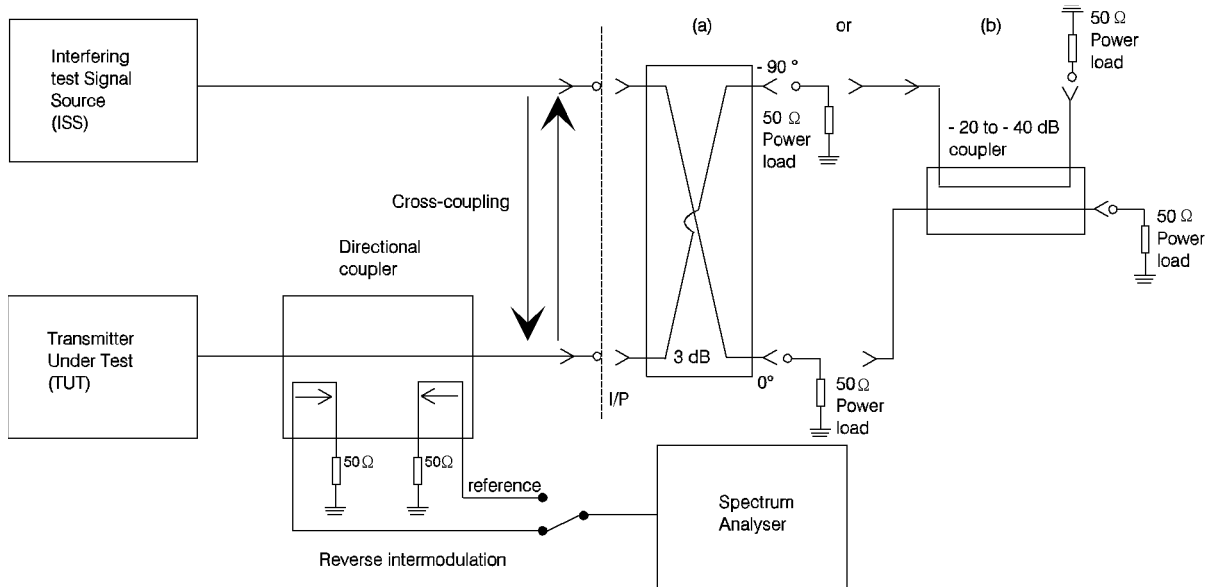 (a)
or
(b)
50 Ω
Power
load
Interfering
test Signal
Source
(ISS)
- 90 °
50 Ω
Power
load
- 20 to - 40 dB
coupler
Cross-coupling
50 Ω
Power
load
Directional
coupler
Transmitter
Under Test
(TUT)
3 dB
0°
I/P
50 Ω
Power
load
50 Ω
50 Ω
reference
Spectrum
Analyser
Reverse intermodulation